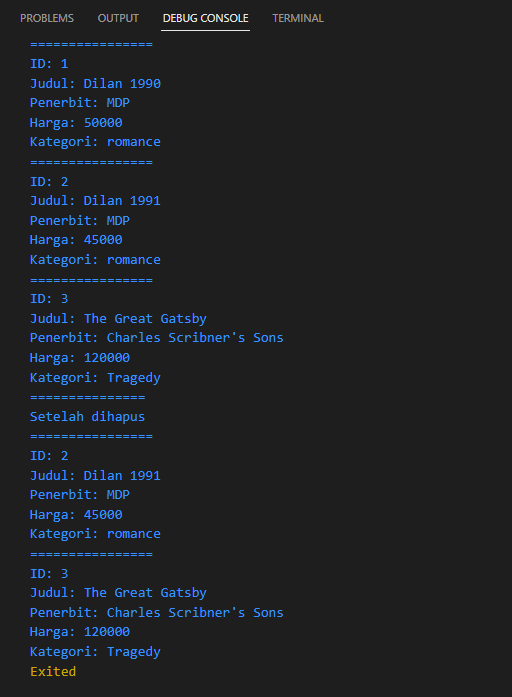 PROBLEMS OUTPUT DEBUG CONSOLE TERMINAL
================
ID: 1
Judul: Dilan 1990
Penerbit: MDP
Harga: 50000
Kategori: romance
================
ID: 2
Judul: Dilan 1991
Penerbit: MDP
Harga: 45000
Kategori: romance
================
ID: 3
Judul: The Great Gatsby
Penerbit: Charles Scribner's Sons
Harga: 120000
Kategori: Tragedy
===============
Setelah dihapus
================
ID: 2
Judul: Dilan 1991
Penerbit: MDP
Harga: 45000
Kategori: romance
================
ID: 3
Judul: The Great Gatsby
Penerbit: Charles Scribner's Sons
Harga: 120000
Kategori: Tragedy
Exited